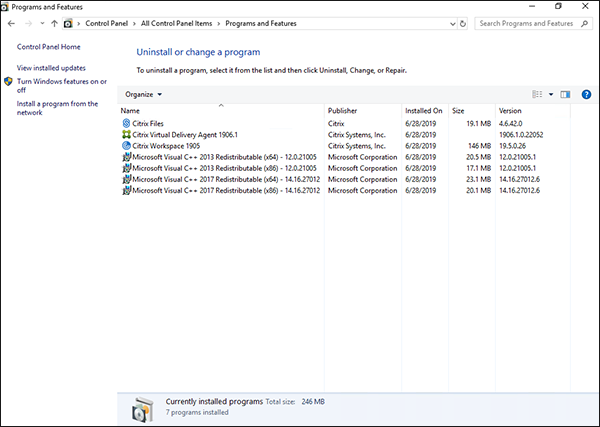 Programs and Features
Control Panel > All Control Panel Items > Programs and Features
Search Programs and Features
Control Panel Home
View installed updates
Turn Windows features on or
off
Install a program from the
network
Uninstall or change a program
To uninstall a program, select it from the list and then click Uninstall, Change, or Repair.
Organize
Name Publisher Installed On Size Version
Citrix Files Citrix 6/28/2019 19.1 MB 4.6.42.0
Citrix Virtual Delivery Agent 1906.1 Citrix Systems, Inc. 6/28/2019 1906.1.0.22052
Citrix Workspace 1905 Citrix Systems, Inc. 6/28/2019 146 MB 19.5.0.26
Microsoft Visual C++ 2013 Redistributable (x64) - 12.0.21005 Microsoft Corporation 6/28/2019 20.5 MB 12.0.21005.1
Microsoft Visual C++ 2013 Redistributable (x86) - 12.0.21005 Microsoft Corporation 6/28/2019 17.1 MB 12.0.21005.1
Microsoft Visual C++ 2017 Redistributable (x64) - 14.16.27012 Microsoft Corporation 6/28/2019 23.1 MB 14.16.27012.6
Microsoft Visual C++ 2017 Redistributable (x86) - 14.16.27012 Microsoft Corporation 6/28/2019 20.1 MB 14.16.27012.6
Currently installed programs Total size: 246 MB
7 programs installed